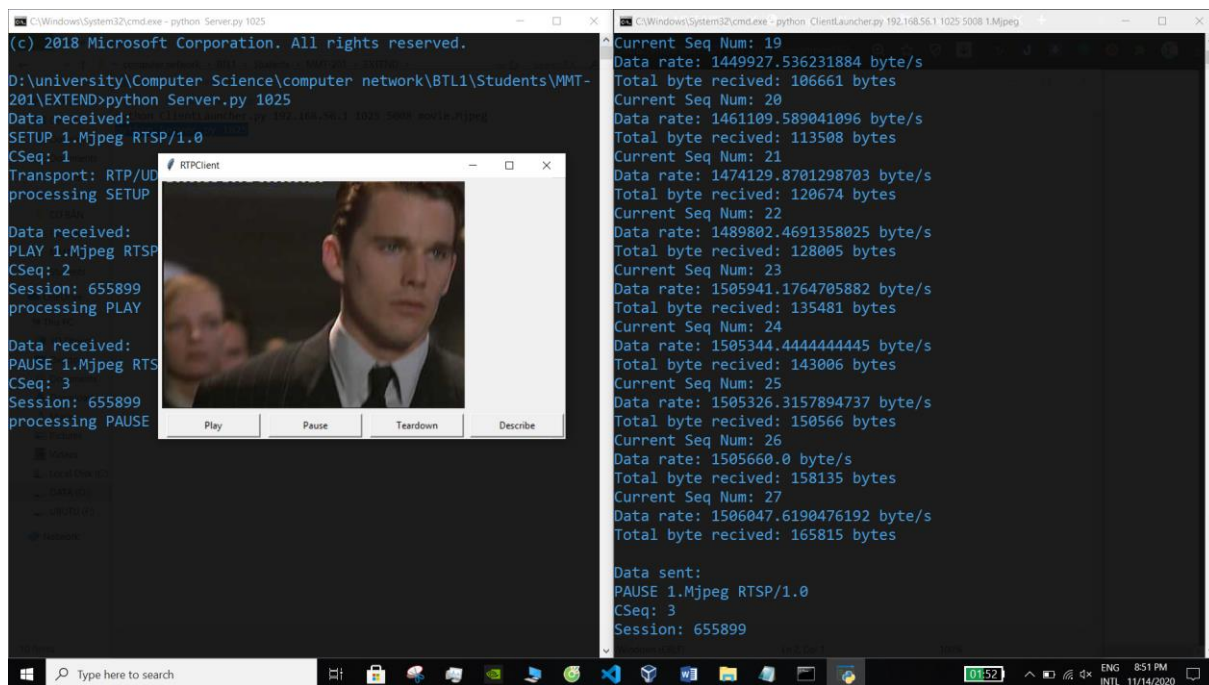 C:\Windows\System32\cmd.exe - python Server.py 1025
(c) 2018 Microsoft Corporation. All rights reserved.
D:\university\Computer Science\computer network\BTL1\Students\MMT-
201\EXTEND>python Server.py 1025
Data received:
SETUP 1.Mjpeg RTSP/1.0
CSeq: 1
Transport: RTP/UD
processing SETUP
Data received:
PLAY 1.Mjpeg RTSP
CSeq: 2
Session: 655899
processing PLAY
Data received:
PAUSE 1.Mjpeg RTS
CSeq: 3
Session: 655899
processing PAUSE
RTPClient
Play Pause Teardown Describe
C:\Windows\System32\cmd.exe - python ClientLauncher.py 192.168.56.1 1025 5008 1.Mjpeg
Current Seq Num: 19
Data rate: 1449927.536231884 byte/s
Total byte recived: 106661 bytes
Current Seq Num: 20
Data rate: 1461109.589041096 byte/s
Total byte recived: 113508 bytes
Current Seq Num: 21
Data rate: 1474129.8701298703 byte/s
Total byte recived: 120674 bytes
Current Seq Num: 22
Data rate: 1489802.4691358025 byte/s
Total byte recived: 128005 bytes
Current Seq Num: 23
Data rate: 1505941.1764705882 byte/s
Total byte recived: 135481 bytes
Current Seq Num: 24
Data rate: 1505344.4444444445 byte/s
Total byte recived: 143006 bytes
Current Seq Num: 25
Data rate: 1505326.3157894737 byte/s
Total byte recived: 150566 bytes
Current Seq Num: 26
Data rate: 1505660.0 byte/s
Total byte recived: 158135 bytes
Current Seq Num: 27
Data rate: 1506047.6190476192 byte/s
Total byte recived: 165815 bytes
Data sent:
PAUSE 1.Mjpeg RTSP/1.0
CSeq: 3
Session: 655899
Type here to search
01:52
ENG 8:51 PM
INTL 11/14/2020